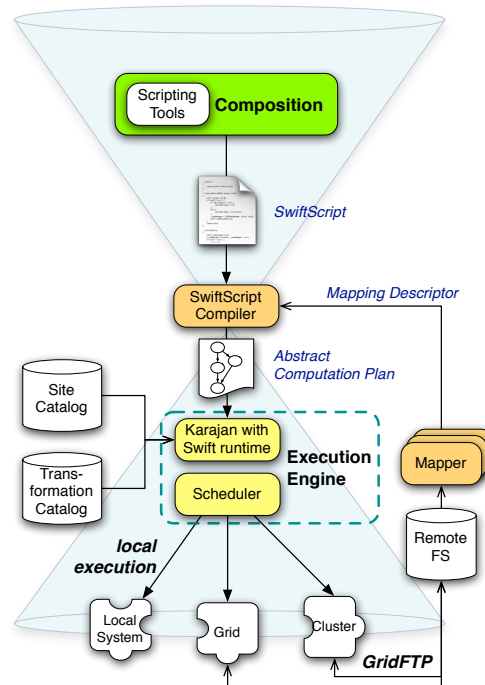 Scripting
Tools
Composition
SwiftScript
SwiftScript
Compiler
Mapping Descriptor
Abstract
Computation Plan
Site
Catalog
Karajan with
Swift runtime
Execution
Engine
Mapper
Trans-
formation
Catalog
Scheduler
Remote
FS
local
execution
Local
System
Grid
Cluster
GridFTP